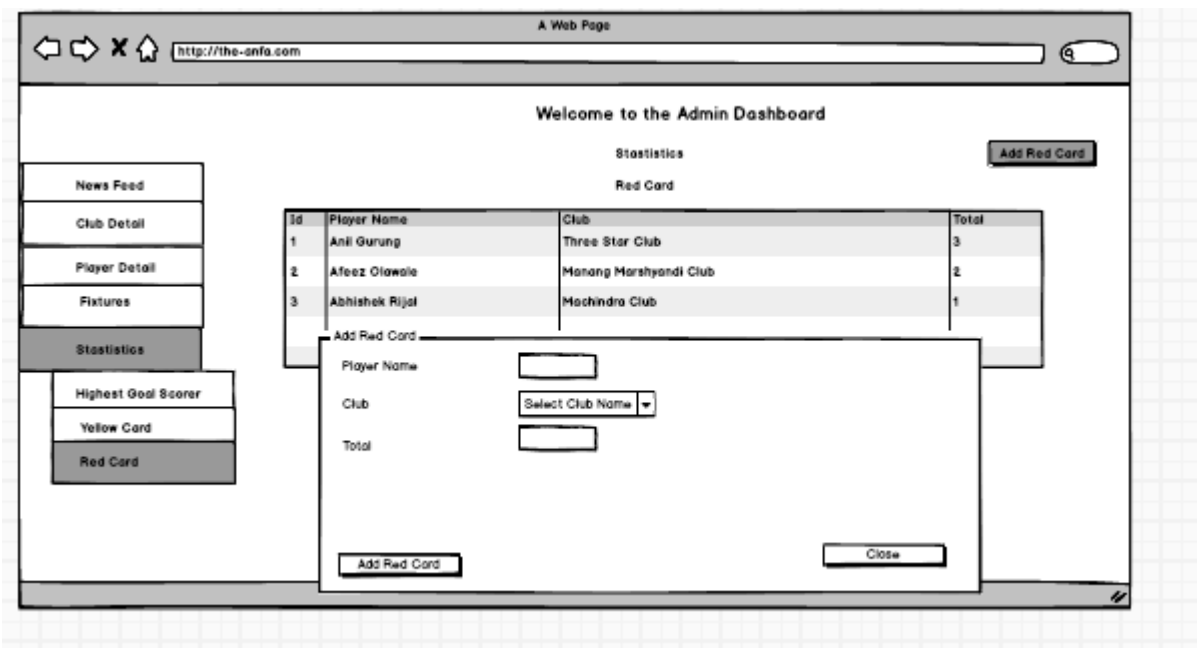 A Web Page
http://the-anfa.com
Welcome to the Admin Dashboard
Stastistics
Add Red Card
Red Card
News Feed
Club Detail
Player Detail
Fixtures
Stastistics
Highest Goal Scorer
Yellow Card
Red Card
Id Player Name Club Total
1 Anil Gurung Three Star Club 3
2 Afeez Olawale Manang Marshyandi Club 2
3 Abhishek Rijal Machindra Club 1
Add Red Card
Player Name
Club Select Club Name
Total
Add Red Card Close